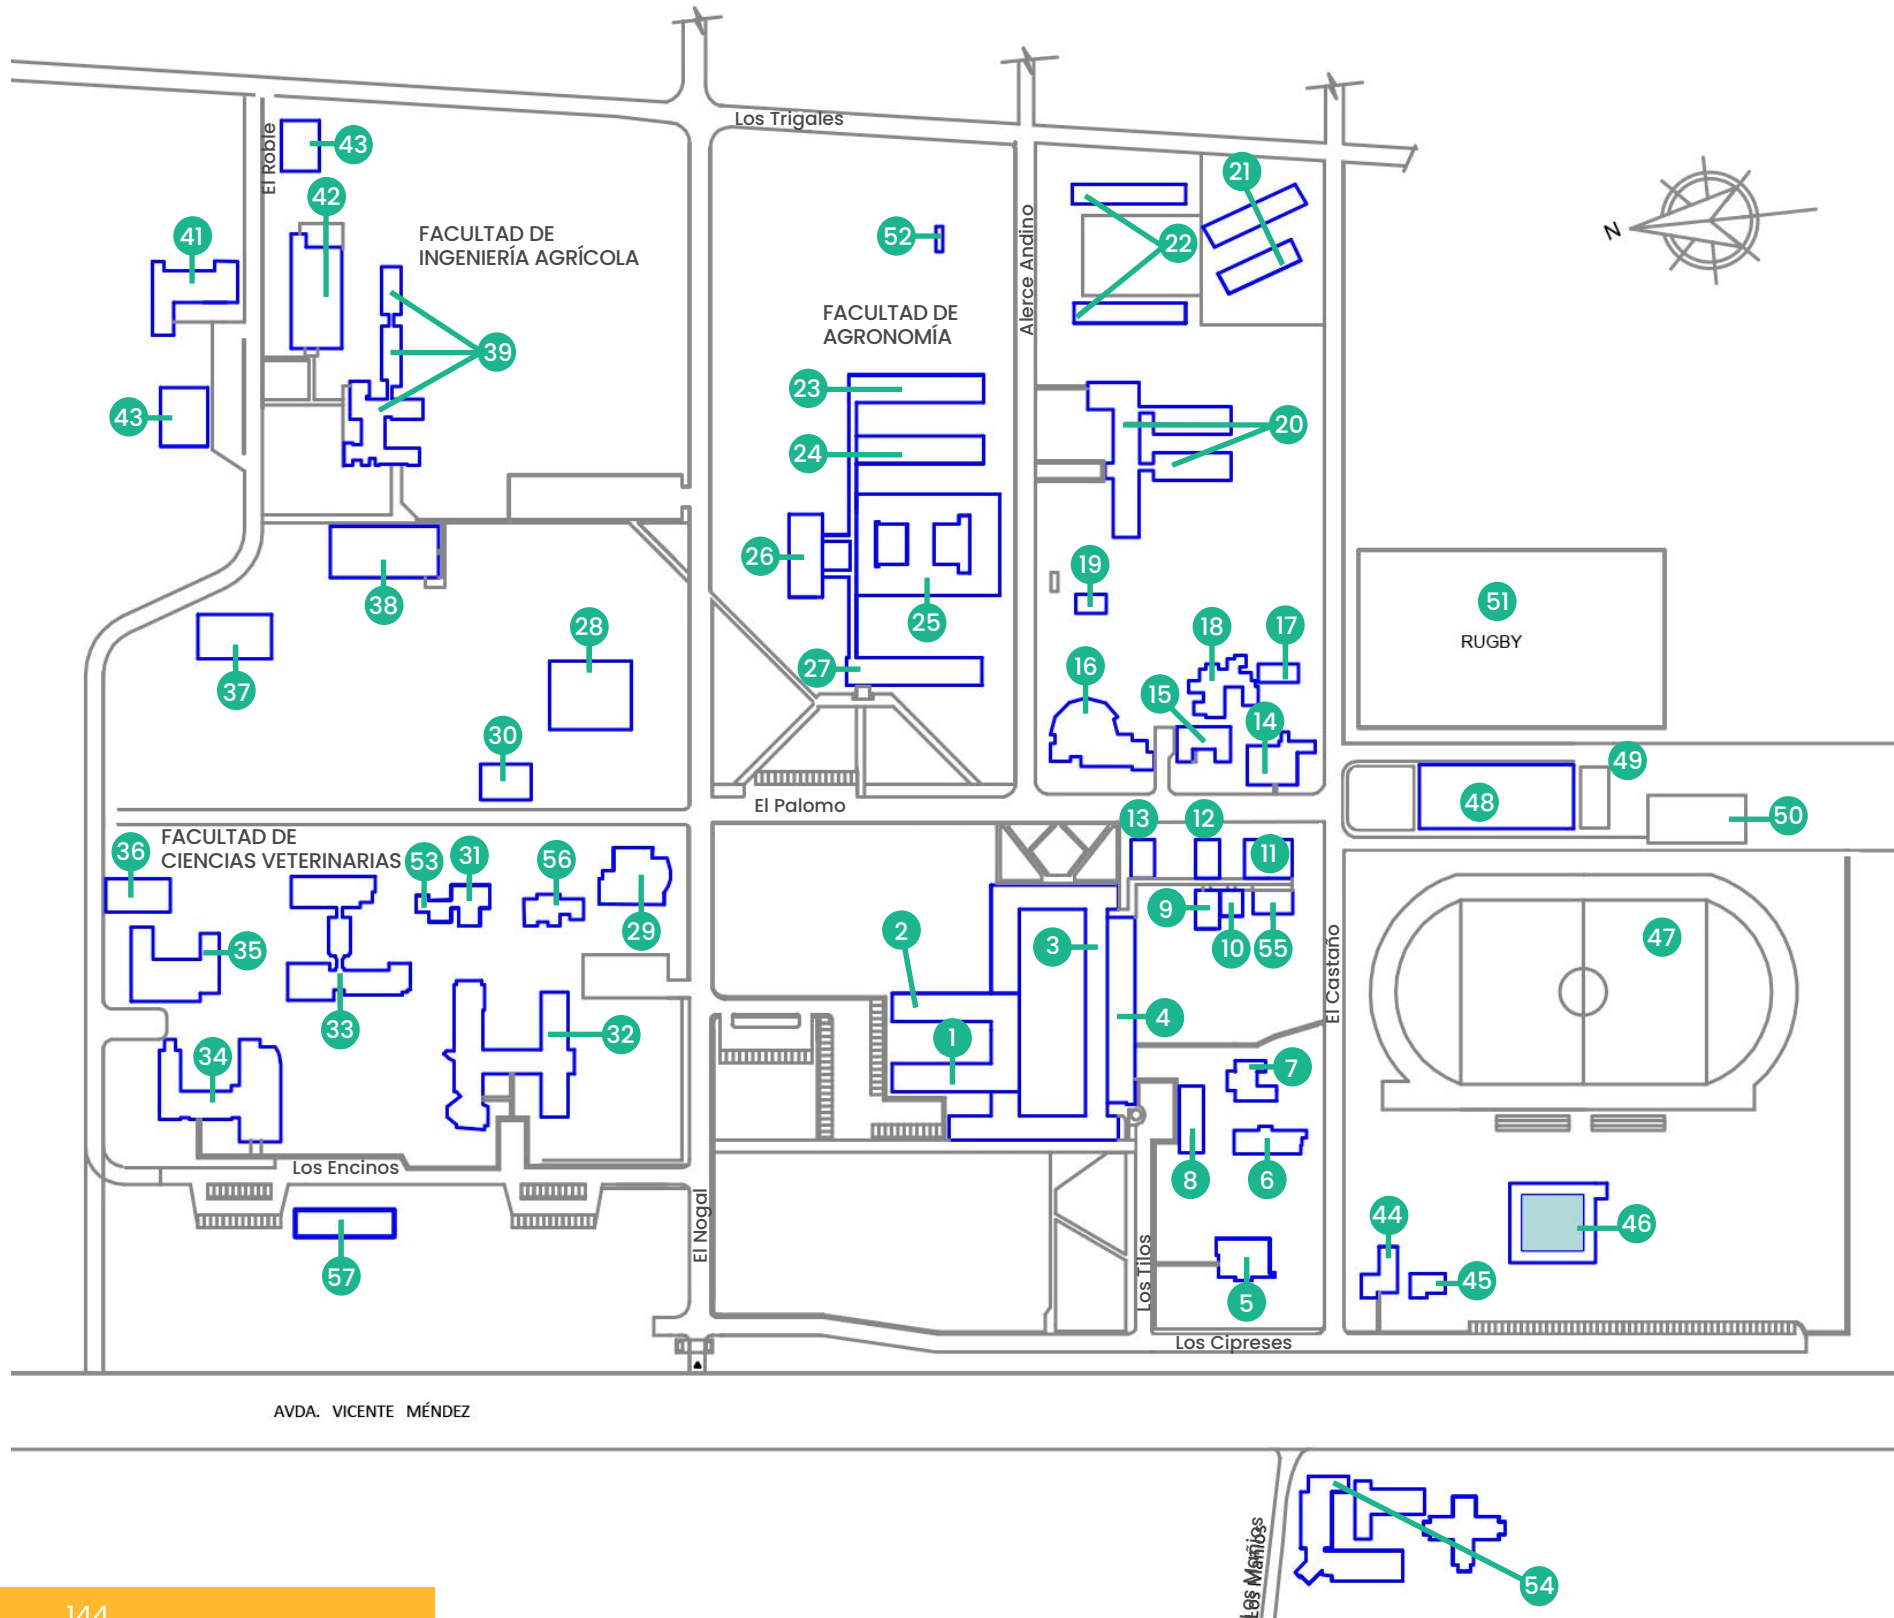 Los Trigales
El Roble
43
42
21
41
FACULTAD DE
INGENIERÍA AGRÍCOLA
52
22
N
Alerce Andino
FACULTAD DE
AGRONOMÍA
39
23
43
20
24
26
19
51
RUGBY
38
25
28
18
17
27
16
37
15
14
30
49
48
El Palomo
50
13
12
FACULTAD DE
CIENCIAS VETERINARIAS
36
53
31
56
11
9
2
29
3
10
55
47
35
El Castaño
4
33
32
1
34
7
Los Encinos
8
6
El Nogal
44
46
57
Los Tilos
45
5
Los Cipreses
AVDA. VICENTE MÉNDEZ
Los Mañios
Los Mañios
54
144